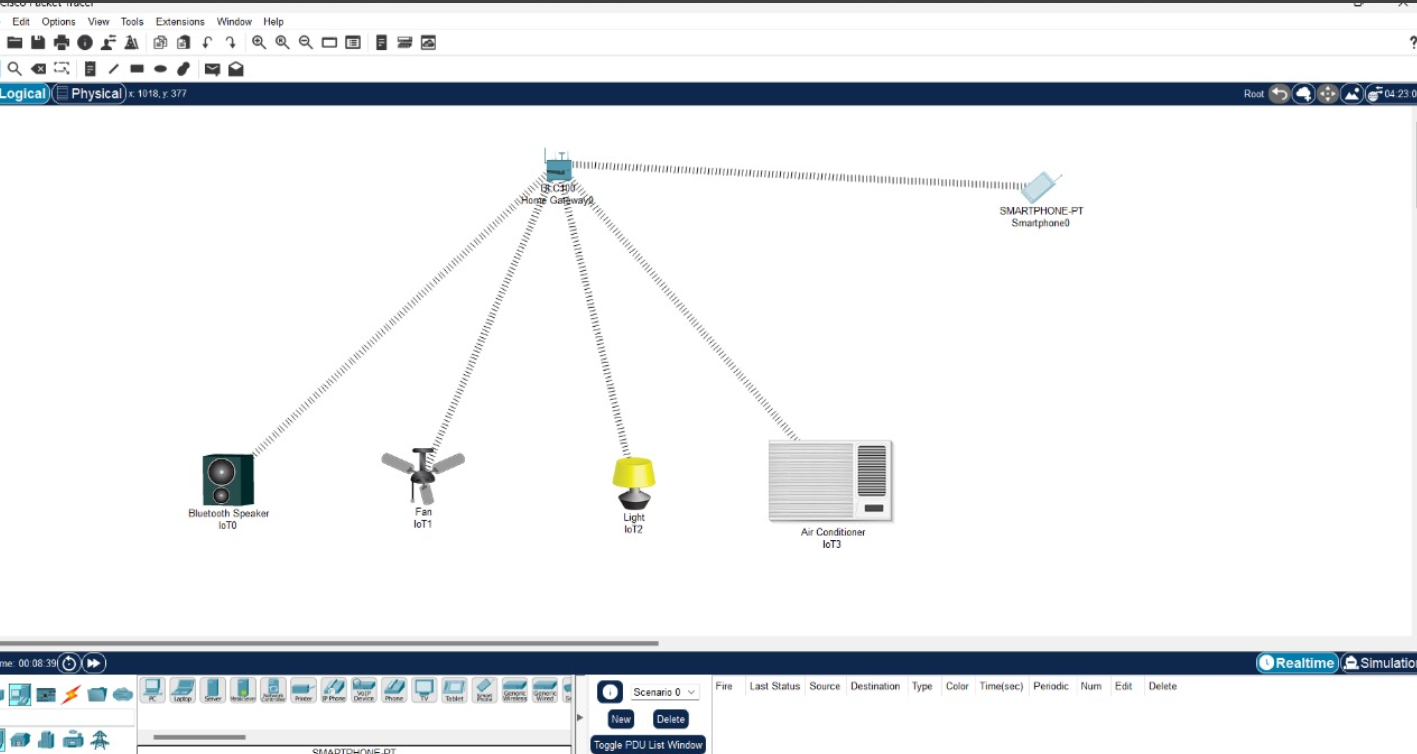 Cisco Packet Tracer
Edit Options View Tools Extensions Window Help
?
Logical Physical x: 1018, y: 377 Root 04:23:0
DLC100
Home Gateway0
SMARTPHONE-PT
Smartphone0
Bluetooth Speaker
IoT0
Fan
IoT1
Light
IoT2
Air Conditioner
IoT3
me: 00:08:39 Realtime Simulation
PC Laptop Server Printer IP Phone VoIP Device Phone TV Tablet Smart Phone Generic Wireless Generic Wired
SMARTPHONE-PT
Scenario 0
New Delete
Toggle PDU List Window
Fire Last Status Source Destination Type Color Time(sec) Periodic Num Edit Delete